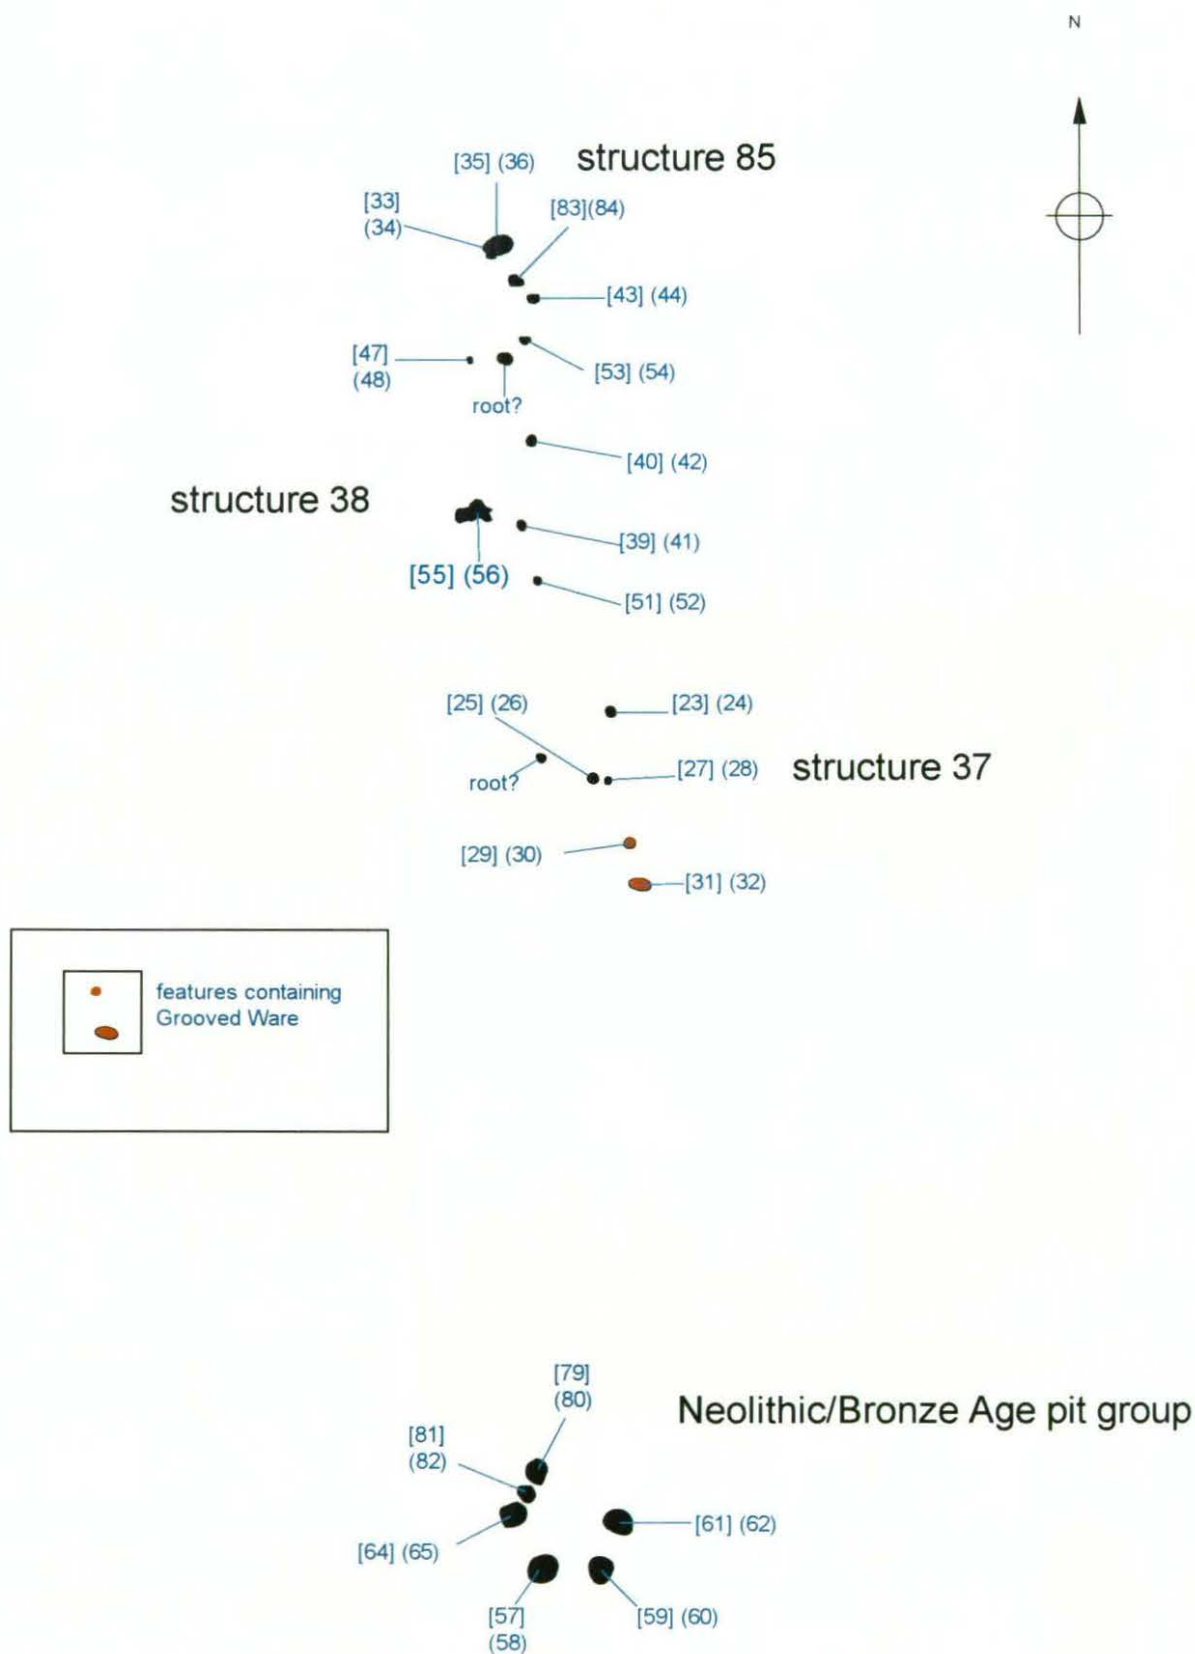 N
structure 85
[35] (36)
[33]
(34)
[83](84)
[43] (44)
[47]
(48)
[53] (54)
root?
[40] (42)
structure 38
[39] (41)
[55] (56)
[51] (52)
[25] (26)
[23] (24)
root?
[27] (28)
structure 37
[29] (30)
[31] (32)
features containing
Grooved Ware
[79]
(80)
Neolithic/Bronze Age pit group
[81]
(82)
[61] (62)
[64] (65)
[57]
(58)
[59] (60)